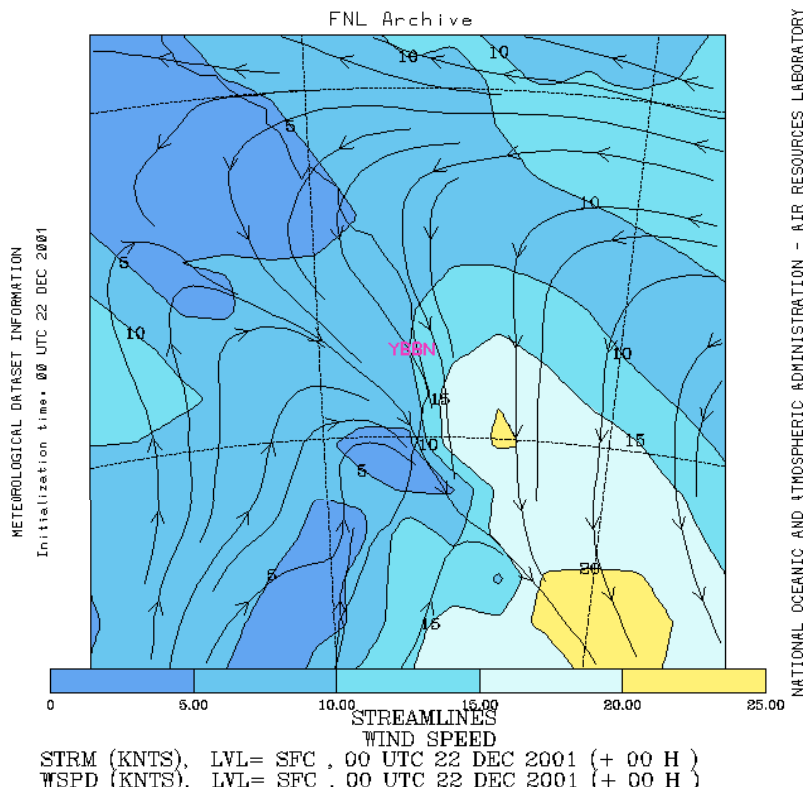 FNL Archive
NATIONAL OCEANIC AND ATMOSPHERIC ADMINISTRATION - AIR RESOURCES LABORATORY
METEOROLOGICAL DATASET INFORMATION
Initialization time: 00 UTC 22 DEC 2001
10
10
5
10
5
10
YBBN
10
15
10
15
5
5
20
15
0 5.00 10.00 15.00 20.00 25.00
STREAMLINES
WIND SPEED
STRM (KNTS), LVL= SFC , 00 UTC 22 DEC 2001 (+ 00 H )
WSPD (KNTS), LVL= SFC , 00 UTC 22 DEC 2001 (+ 00 H )